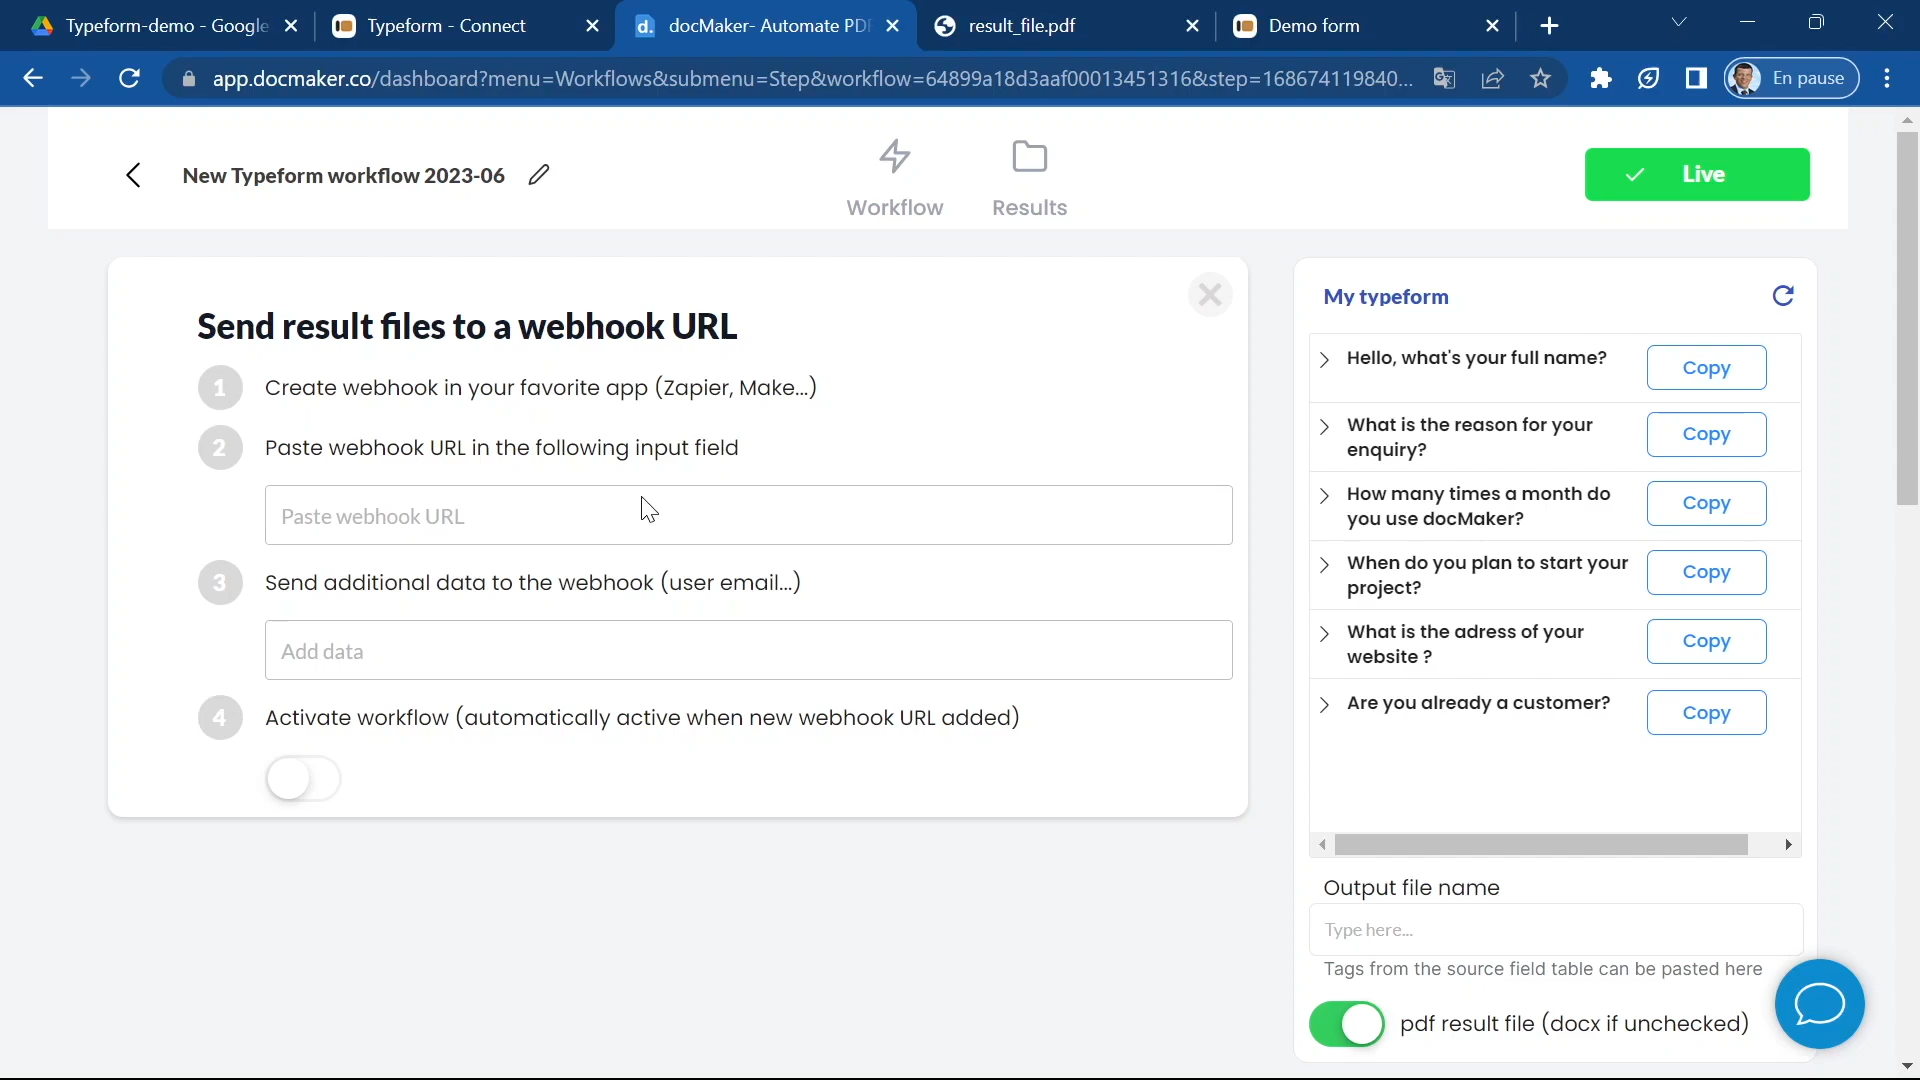 Typeform-demo - Google
Typeform - Connect
docMaker- Automate PDF
result_file.pdf
Demo form
app.docmaker.co/dashboard?menu=Workflows&submenu=Step&workflow=64899a18d3aaf00013451316&step=168674119840...
En pause
New Typeform workflow 2023-06
Workflow
Results
Live
Send result files to a webhook URL
1 Create webhook in your favorite app (Zapier, Make...)
2 Paste webhook URL in the following input field
Paste webhook URL
3 Send additional data to the webhook (user email...)
Add data
4 Activate workflow (automatically active when new webhook URL added)
My typeform
Hello, what's your full name?
Copy
What is the reason for your
enquiry?
Copy
How many times a month do
you use docMaker?
Copy
When do you plan to start your
project?
Copy
What is the adress of your
website ?
Copy
Are you already a customer?
Copy
Output file name
Type here...
Tags from the source field table can be pasted here
pdf result file (docx if unchecked)